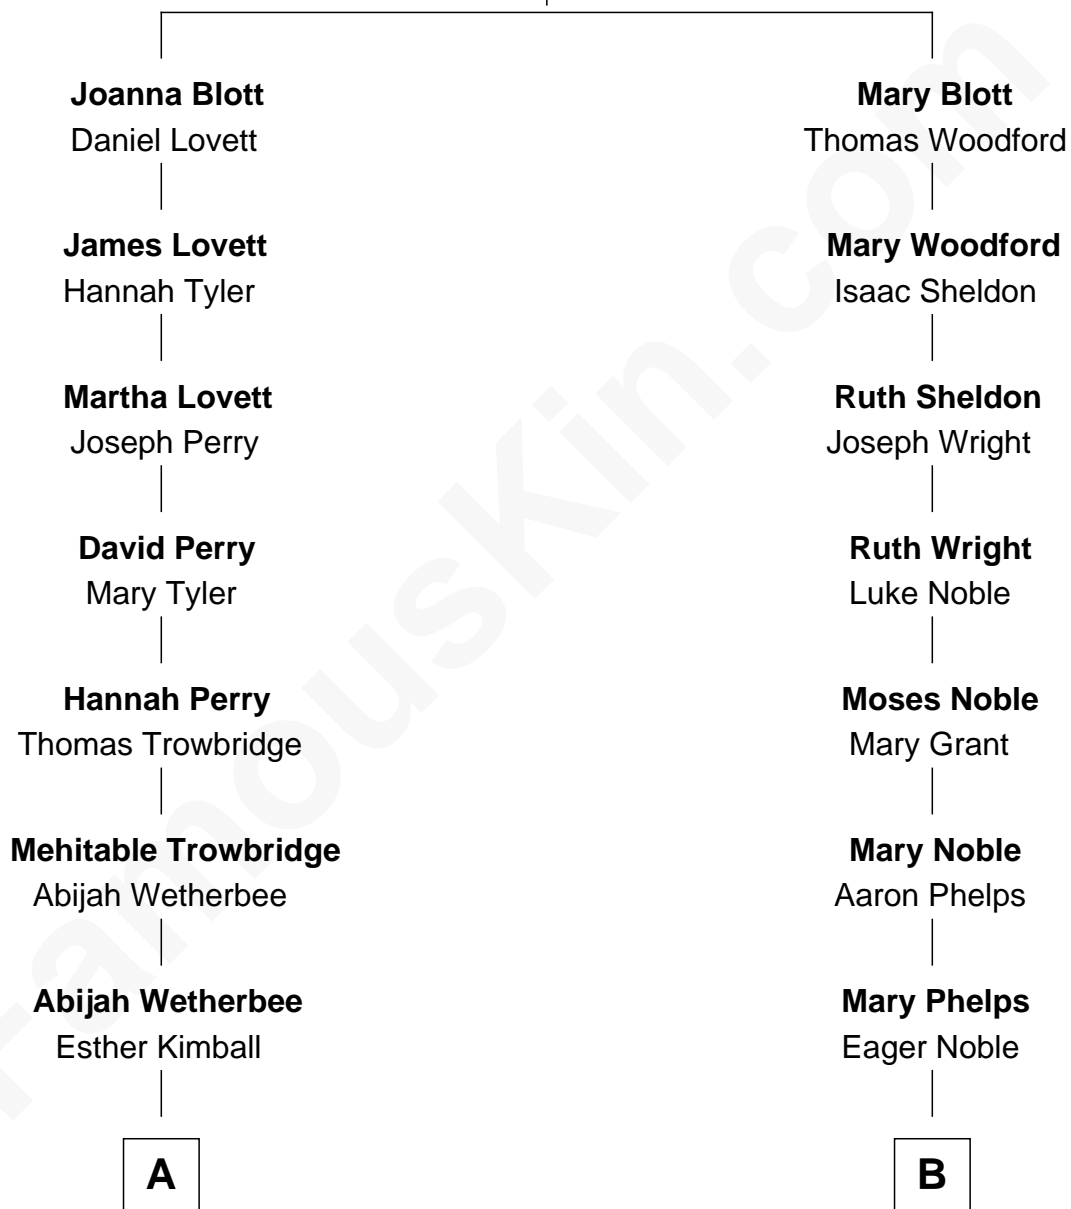 Joanna Blott
Daniel Lovett
James Lovett
Hannah Tyler
Martha Lovett
Joseph Perry
David Perry
Mary Tyler
Hannah Perry
Thomas Trowbridge
Mehitable Trowbridge
Abijah Wetherbee
Abijah Wetherbee
Esther Kimball
A
Mary Blott
Thomas Woodford
Mary Woodford
Isaac Sheldon
Ruth Sheldon
Joseph Wright
Ruth Wright
Luke Noble
Moses Noble
Mary Grant
Mary Noble
Aaron Phelps
Mary Phelps
Eager Noble
B
FamousKin.com